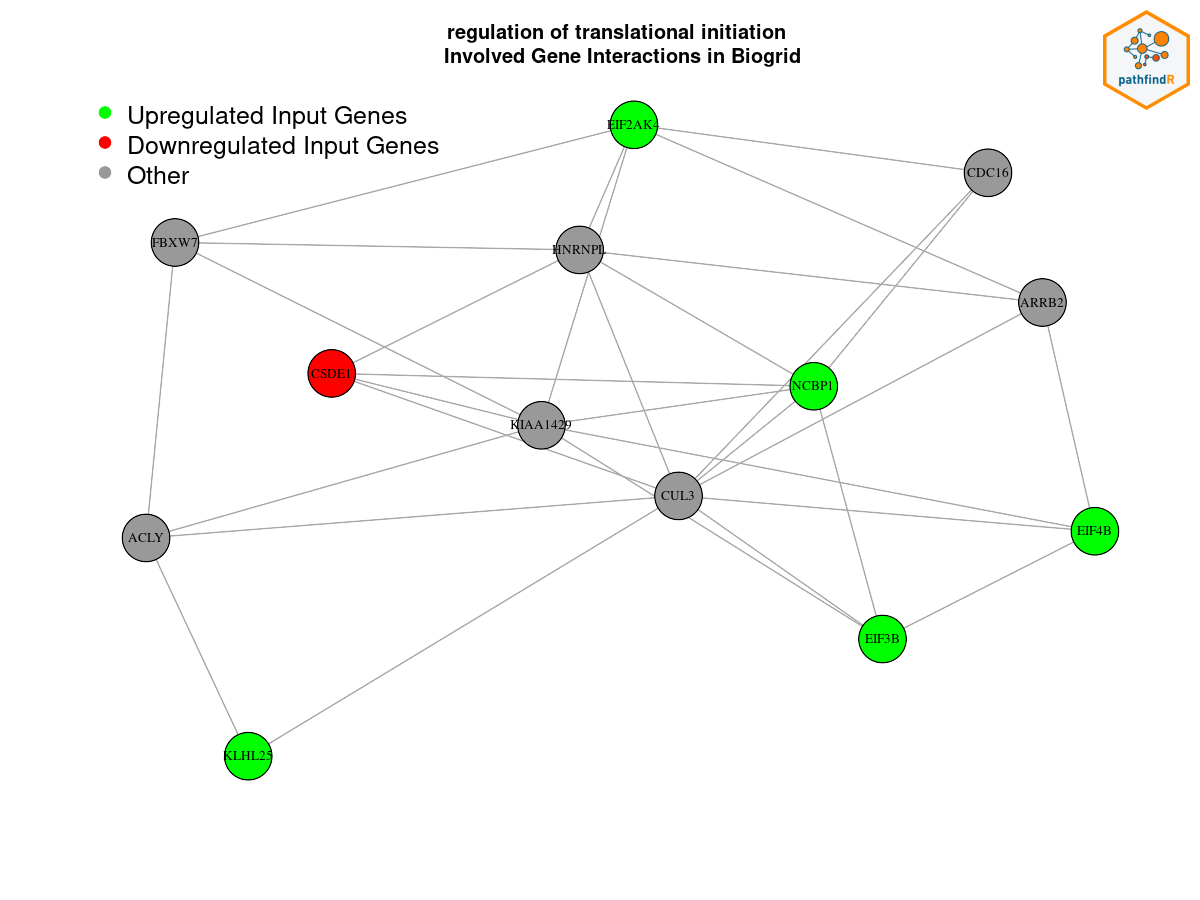 regulation of translational initiation
Involved Gene Interactions in Biogrid
pathfindR
Upregulated Input Genes
Downregulated Input Genes
Other
EIF2AK4
CDC16
FBXW7
HNRNPL
ARRB2
CSDE1
NCBP1
KIAA1429
CUL3
EIF4B
ACLY
EIF3B
KLHL25